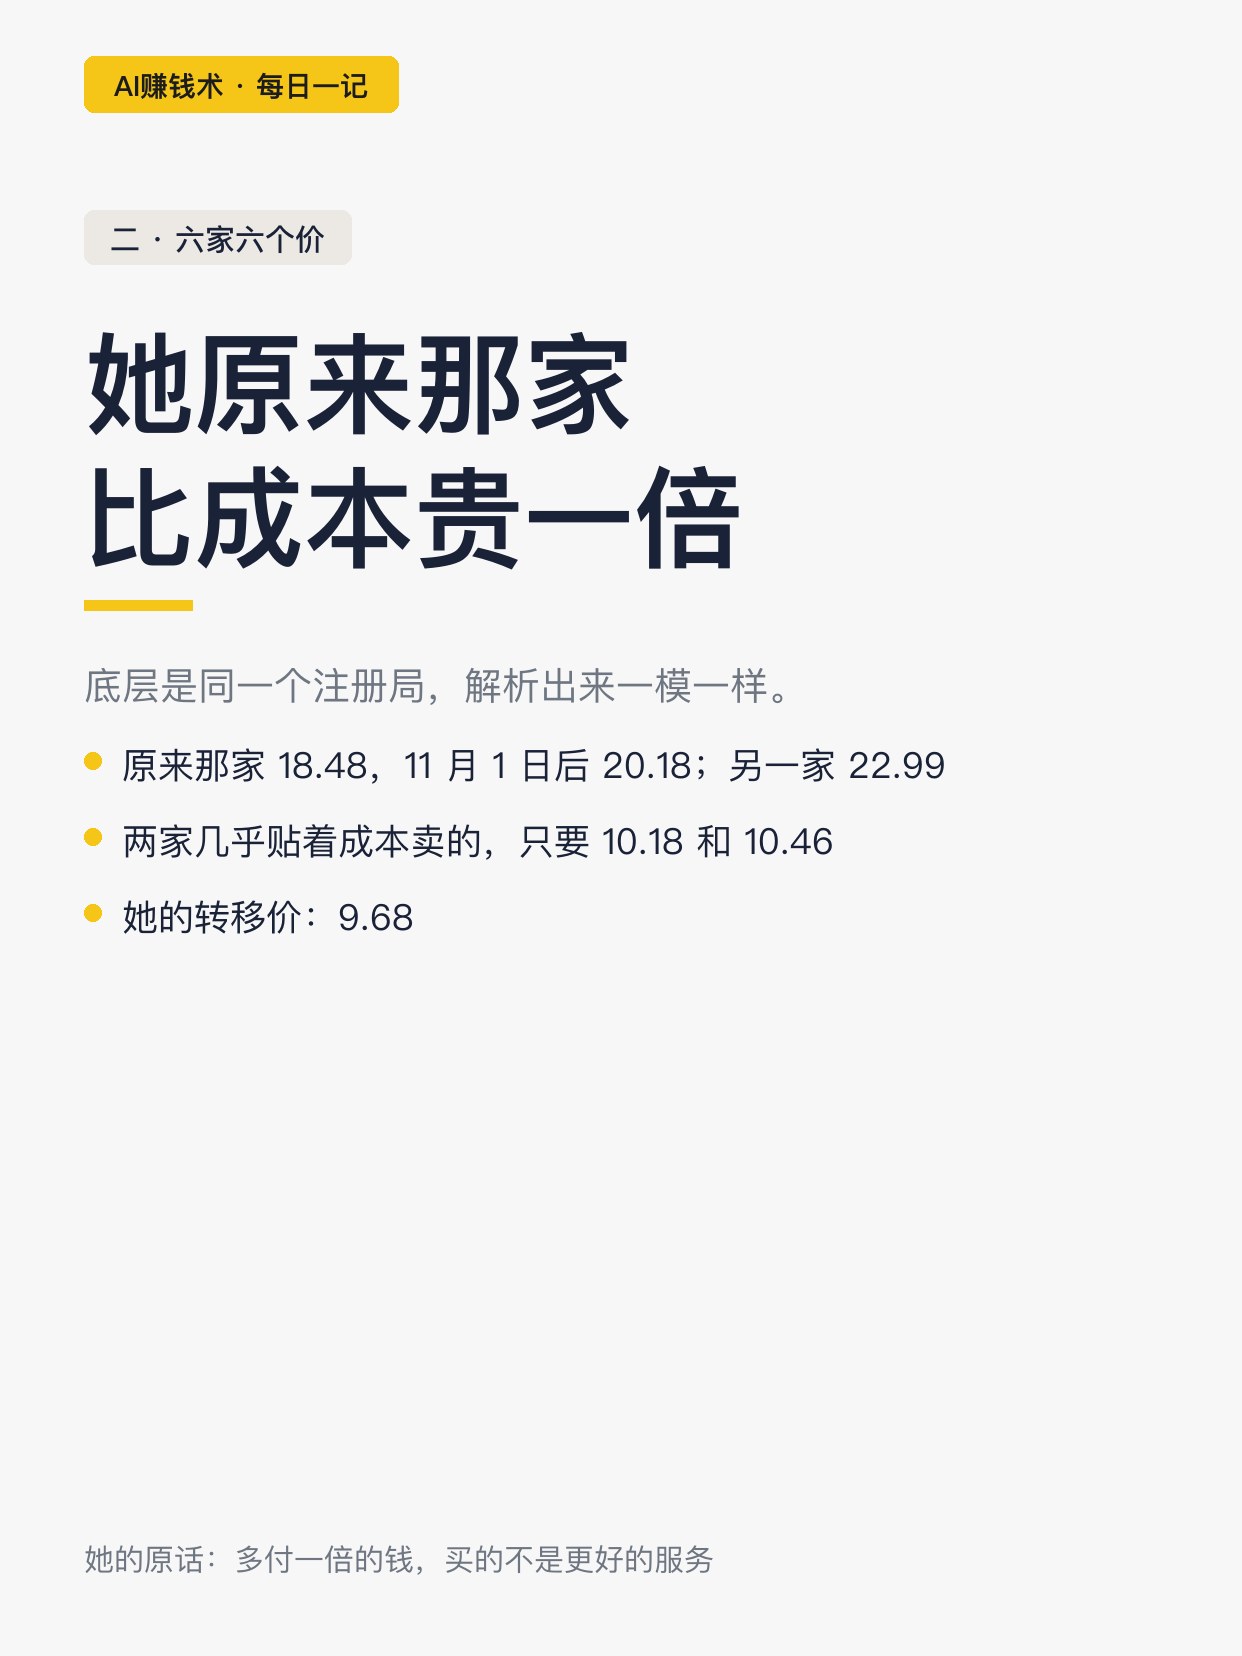 AI赚钱术 · 每日一记
二 · 六家六个价
她原来那家
比成本贵一倍
底层是同一个注册局，解析出来一模一样。
原来那家 18.48，11 月 1 日后 20.18；另一家 22.99
两家几乎贴着成本卖的，只要 10.18 和 10.46
她的转移价：9.68
她的原话：多付一倍的钱，买的不是更好的服务